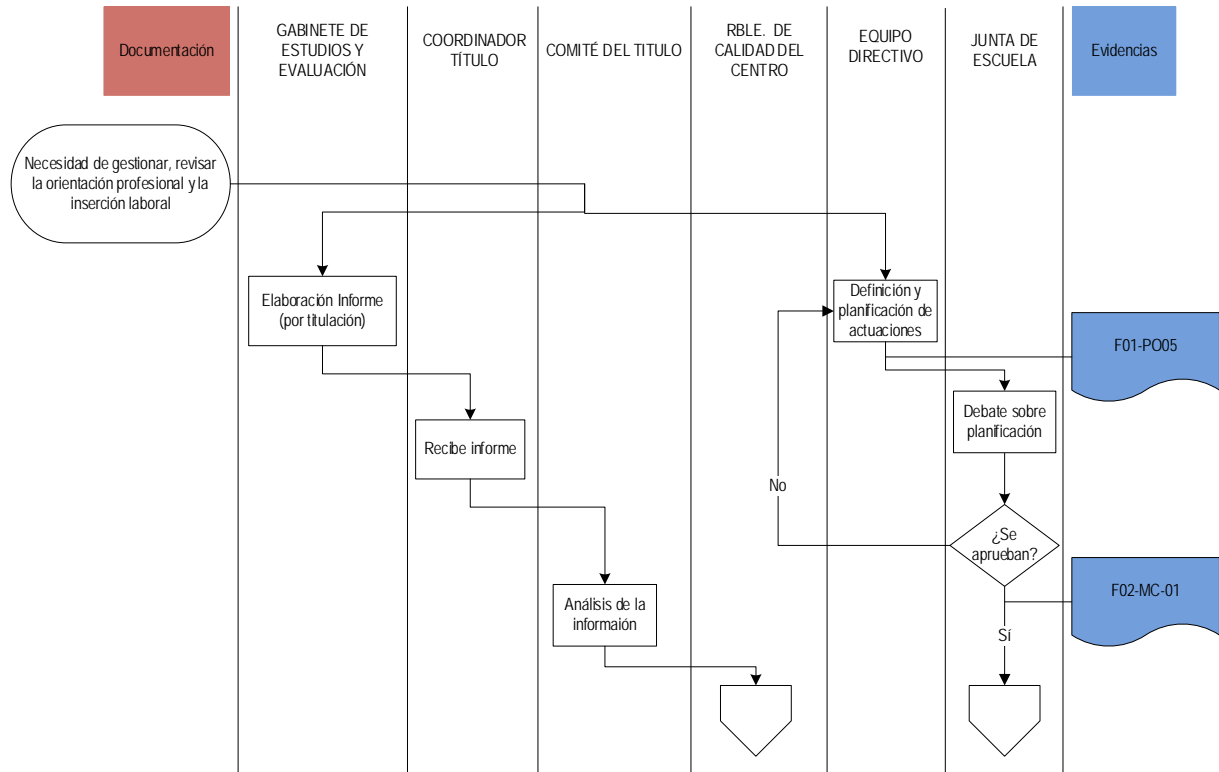 Documentación
GABINETE DE
ESTUDIOS Y
EVALUACIÓN
COORDINADOR
TÍTULO
COMITÉ DEL TITULO
RBLE. DE
CALIDAD DEL
CENTRO
EQUIPO
DIRECTIVO
JUNTA DE
ESCUELA
Evidencias
Necesidad de gestionar, revisar
la orientación profesional y la
inserción laboral
Elaboración Informe
(por titulación)
Definición y
planificación de
actuaciones
F01-PO05
Debate sobre
planificación
Recibe informe
No
¿Se
aprueban?
F02-MC-01
Análisis de la
informaión
Sí